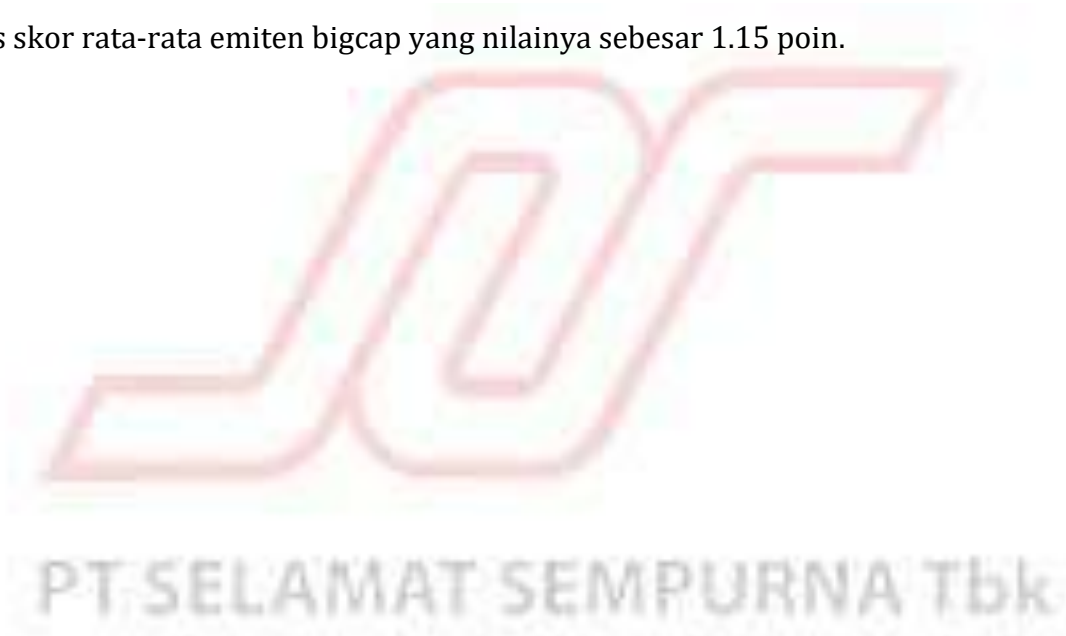 s skor rata-rata emiten bigcap yang nilainya sebesar 1.15 poin.
PT SELAMAT SEMPURNA Tbk